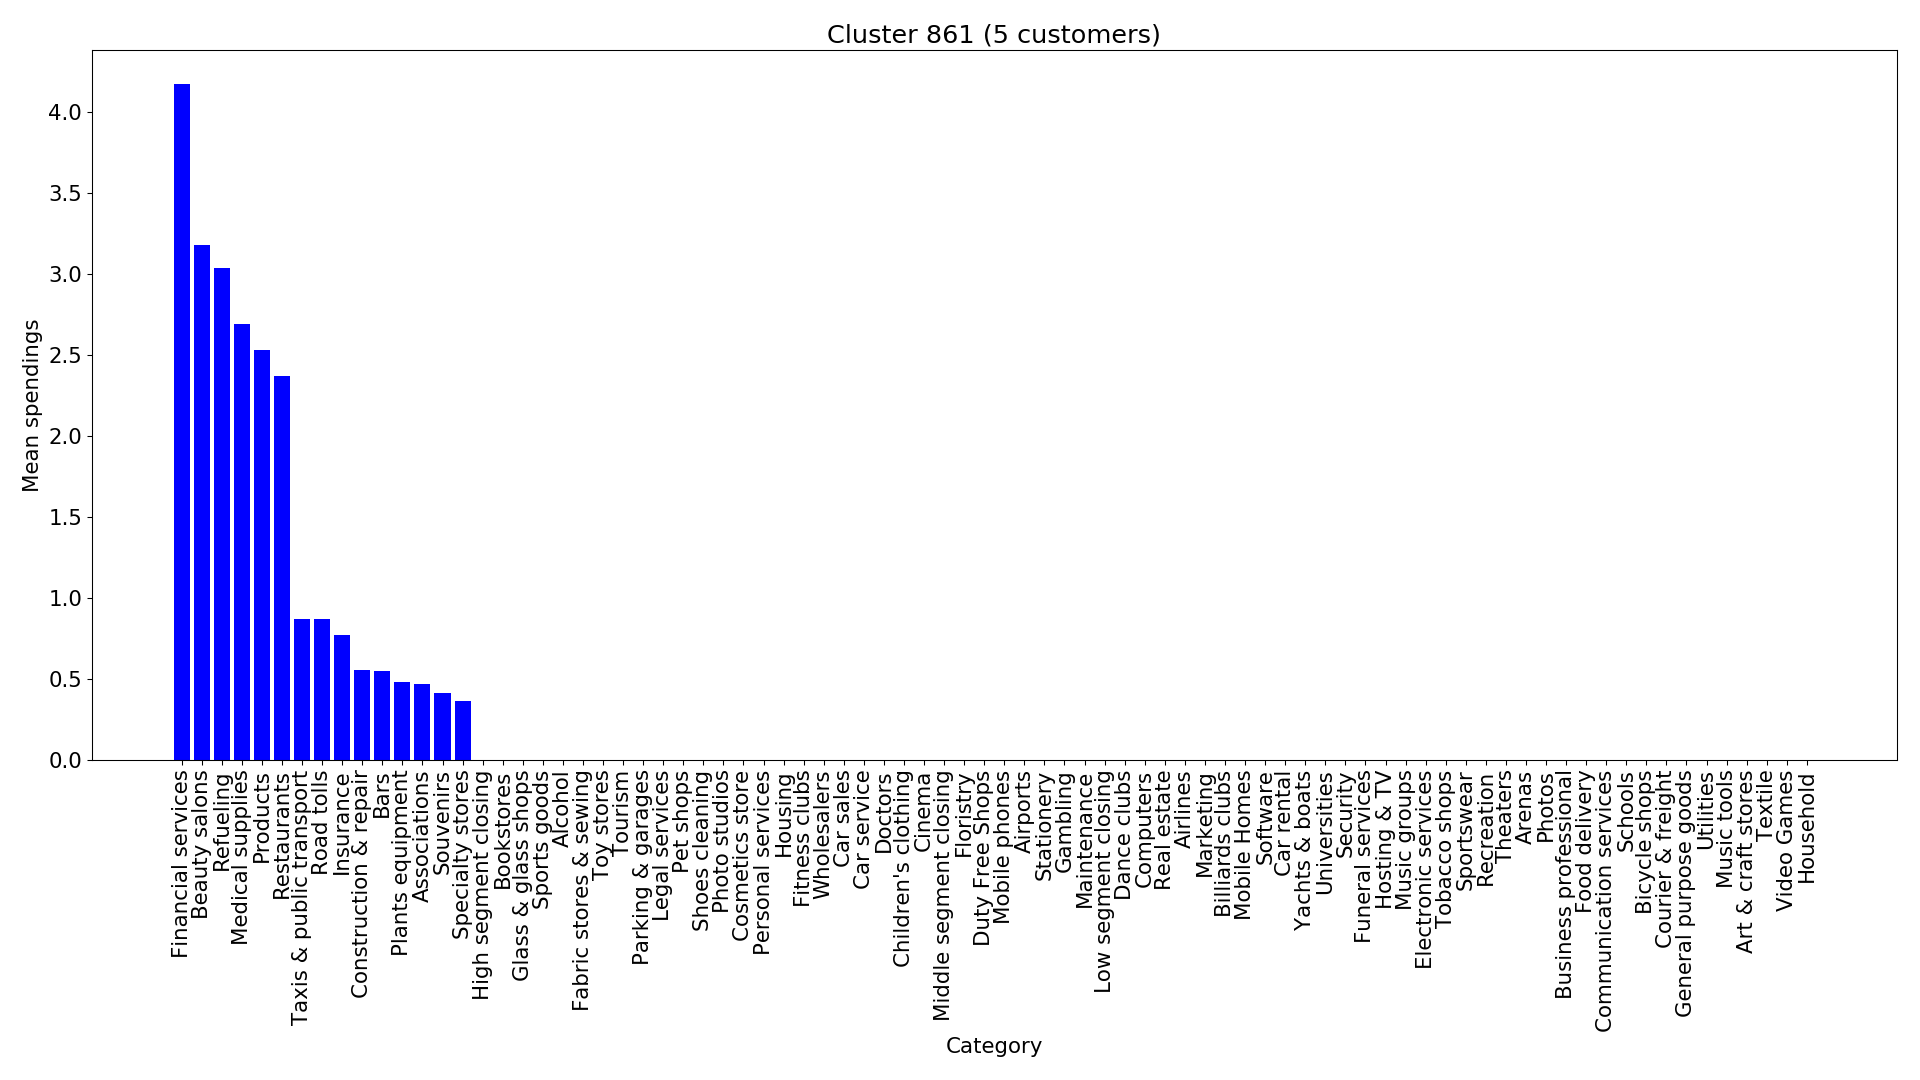 Cluster 861 (5 customers)
Mean spendings
4.0
3.5
3.0
2.5
2.0
1.5
1.0
0.5
0.0
Financial services
Beauty salons
Refueling
Medical supplies
Products
Restaurants
Taxis & public transport
Road tolls
Insurance
Construction & repair
Bars
Plants equipment
Associations
Souvenirs
Specialty stores
High segment closing
Bookstores
Glass & glass shops
Sports goods
Alcohol
Fabric stores & sewing
Toy stores
Tourism
Parking & garages
Legal services
Pet shops
Shoes cleaning
Photo studios
Cosmetics store
Personal services
Housing
Fitness clubs
Wholesalers
Car sales
Car service
Doctors
Children's clothing
Cinema
Middle segment closing
Floristry
Duty Free Shops
Mobile phones
Airports
Stationery
Gambling
Maintenance
Low segment closing
Dance clubs
Computers
Real estate
Airlines
Marketing
Billiards clubs
Mobile Homes
Software
Car rental
Yachts & boats
Universities
Security
Funeral services
Hosting & TV
Music groups
Electronic services
Tobacco shops
Sportswear
Recreation
Theaters
Arenas
Photos
Business professional
Food delivery
Communication services
Schools
Bicycle shops
Courier & freight
General purpose goods
Utilities
Music tools
Art & craft stores
Textile
Video Games
Household
Category